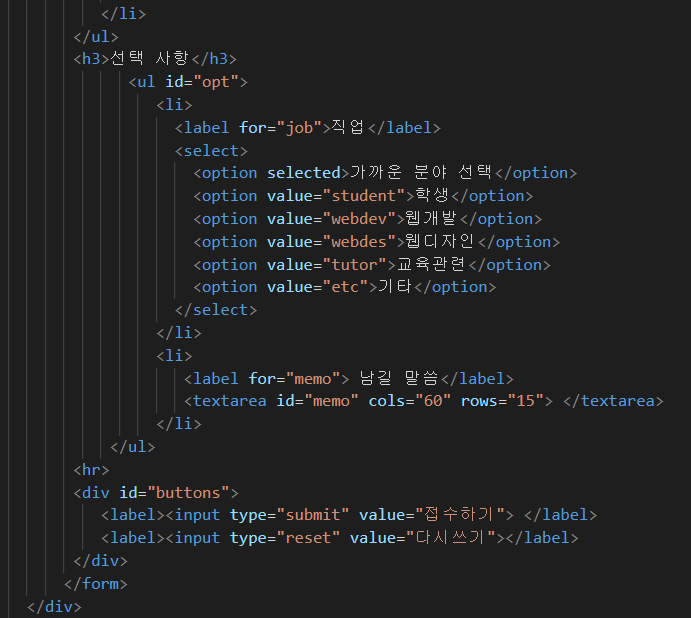 </li>
</ul>
<h3>선택 사항</h3>
<ul id="opt">
<li>
<label for="job">직업</label>
<select>
<option selected>가까운 분야 선택</option>
<option value="student">학생</option>
<option value="webdev">웹개발</option>
<option value="webdes">웹디자인</option>
<option value="tutor">교육관련</option>
<option value="etc">기타</option>
</select>
</li>
<li>
<label for="memo"> 남길 말씀</label>
<textarea id="memo" cols="60" rows="15"> </textarea>
</li>
</ul>
<hr>
<div id="buttons">
<label><input type="submit" value="접수하기"> </label>
<label><input type="reset" value="다시쓰기"></label>
</div>
</form>
</div>